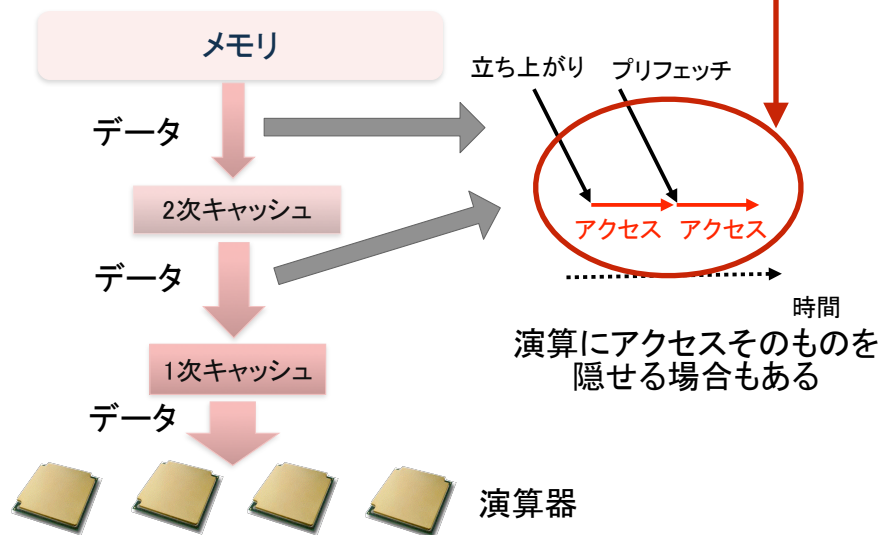 メモリ
データ
2次キャッシュ
データ
1次キャッシュ
データ
演算器
立ち上がり
プリフェッチ
アクセス
アクセス
時間
演算にアクセスそのものを
隠せる場合もある